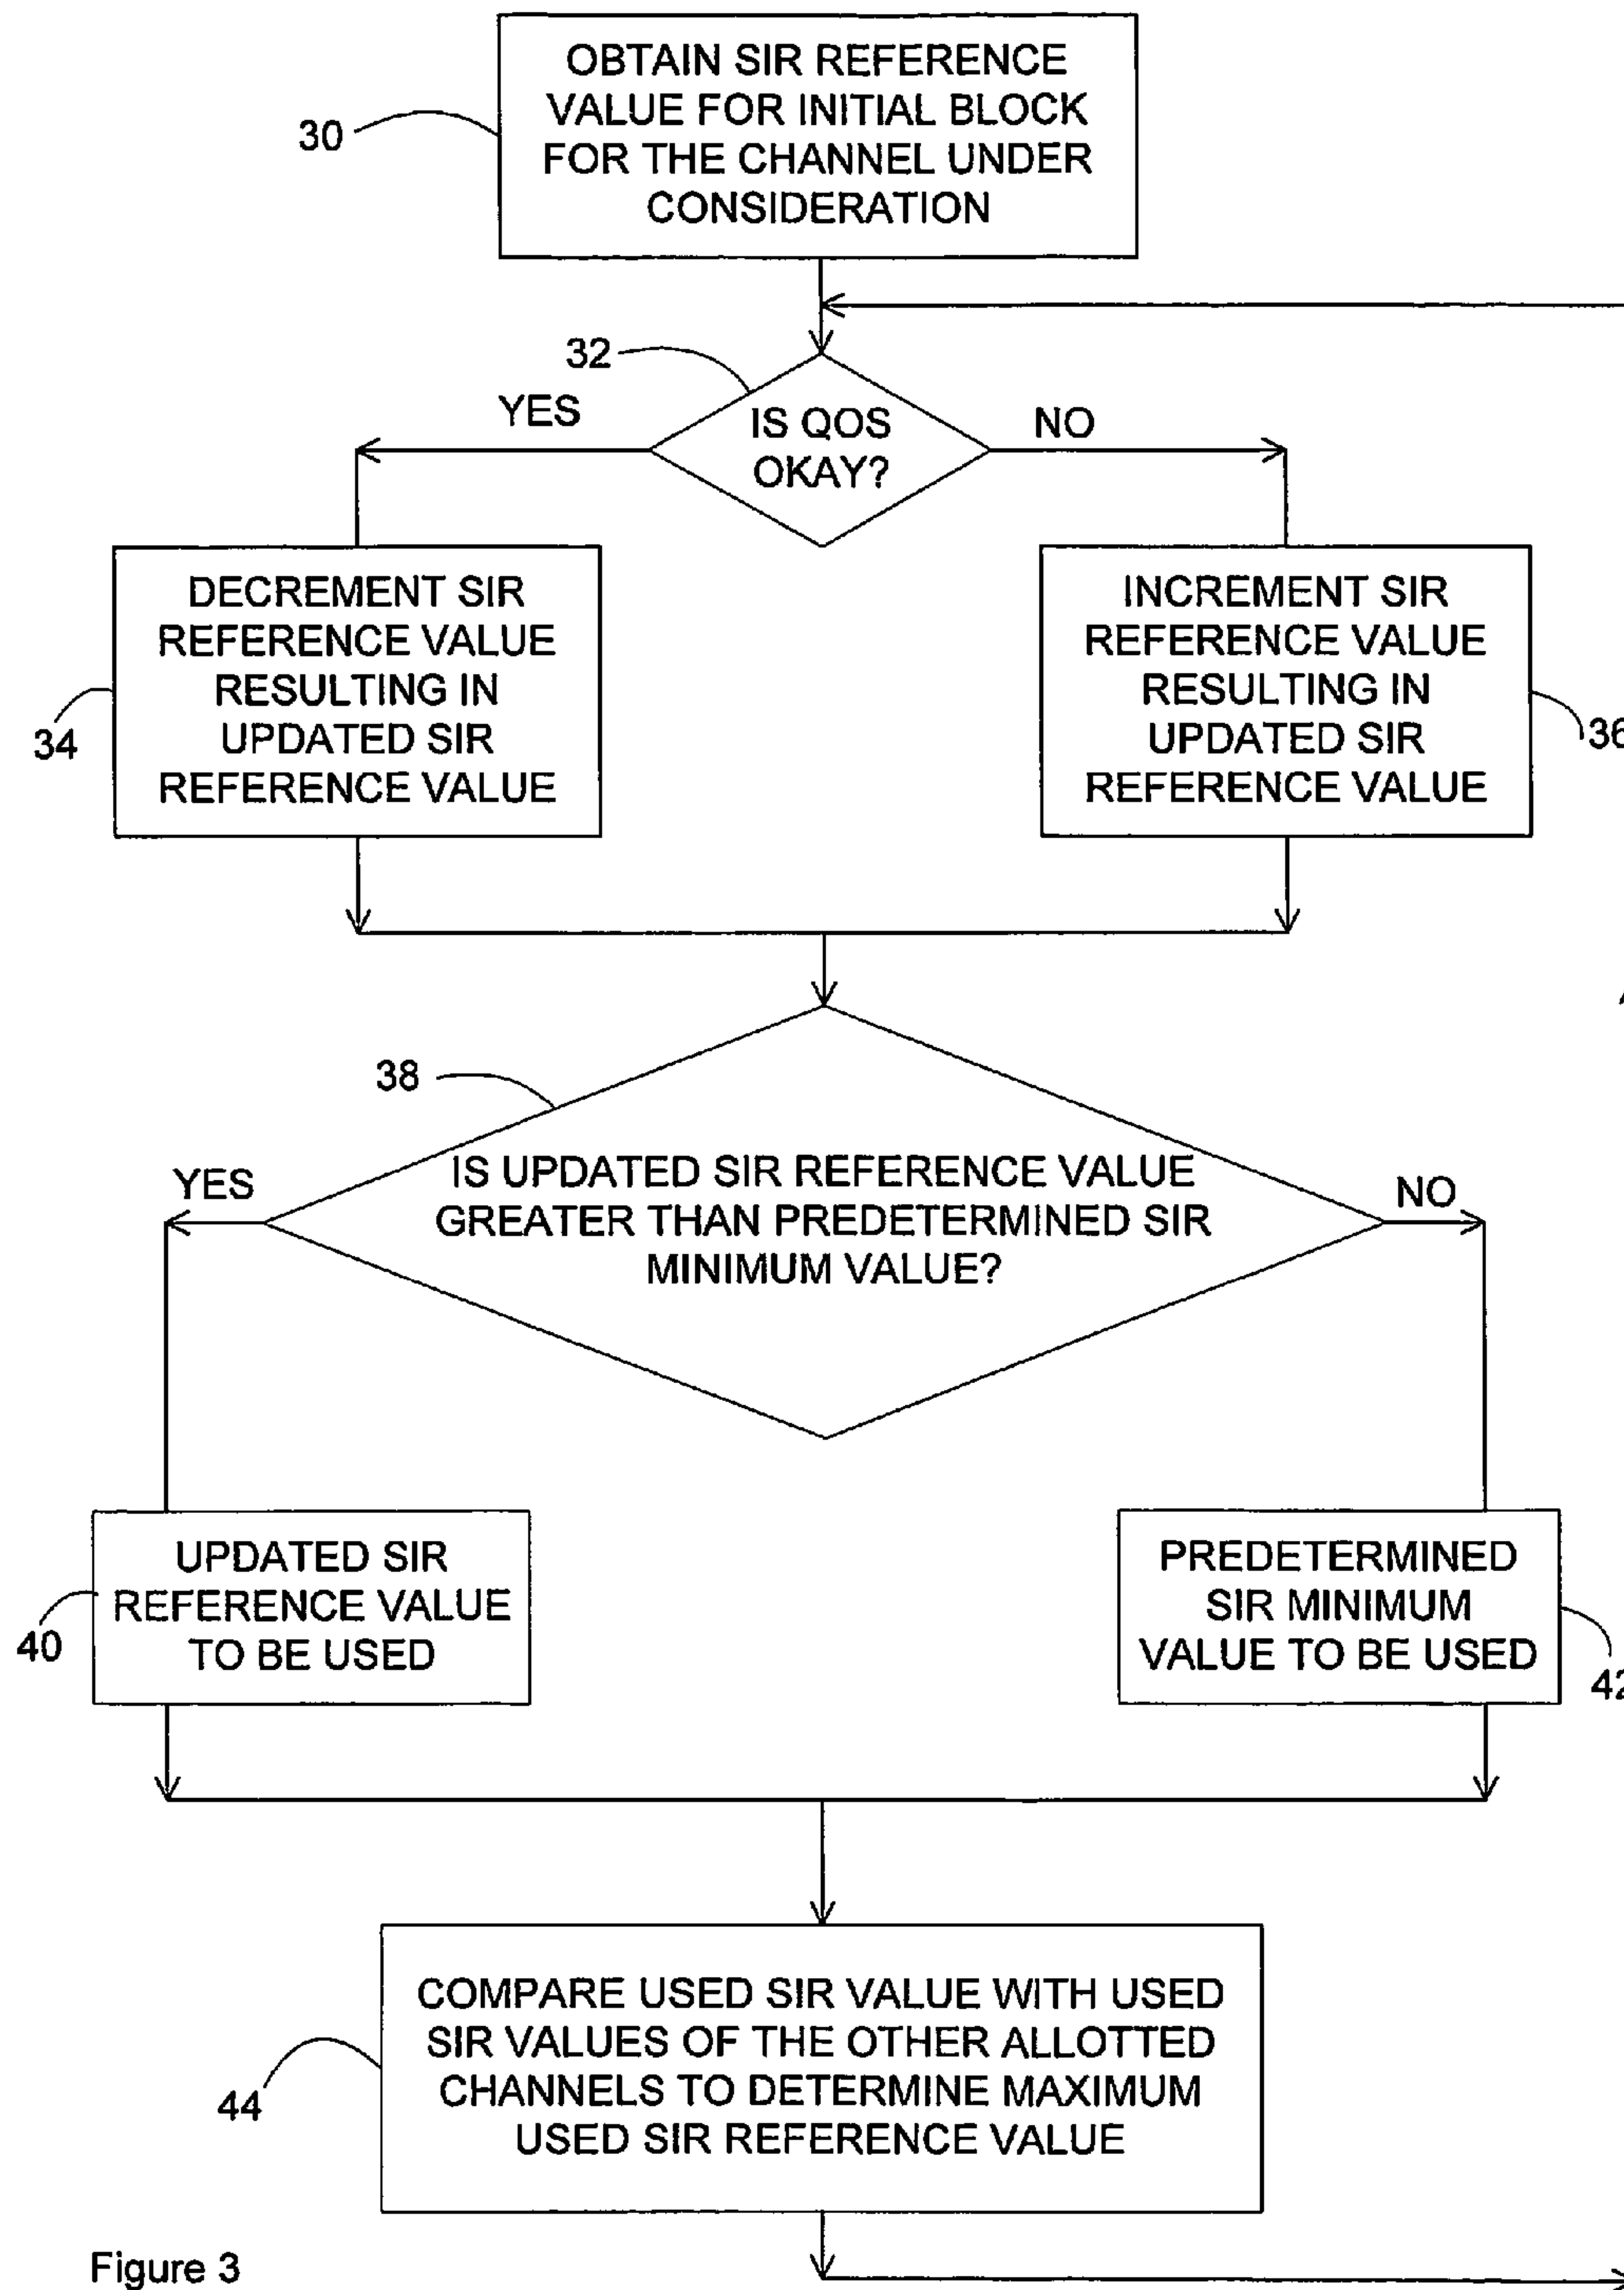 OBTAIN SIR REFERENCE
VALUE FOR INITIAL BLOCK
FOR THE CHANNEL UNDER
CONSIDERATION
30
32
YES
IS QOS
OKAY?
NO
DECREMENT SIR
REFERENCE VALUE
RESULTING IN
UPDATED SIR
REFERENCE VALUE
34
INCREMENT SIR
REFERENCE VALUE
RESULTING IN
UPDATED SIR
REFERENCE VALUE
36
38
YES
IS UPDATED SIR REFERENCE VALUE
GREATER THAN PREDETERMINED SIR
MINIMUM VALUE?
NO
UPDATED SIR
REFERENCE VALUE
TO BE USED
40
PREDETERMINED
SIR MINIMUM
VALUE TO BE USED
42
COMPARE USED SIR VALUE WITH USED
SIR VALUES OF THE OTHER ALLOTTED
CHANNELS TO DETERMINE MAXIMUM
USED SIR REFERENCE VALUE
44
Figure 3